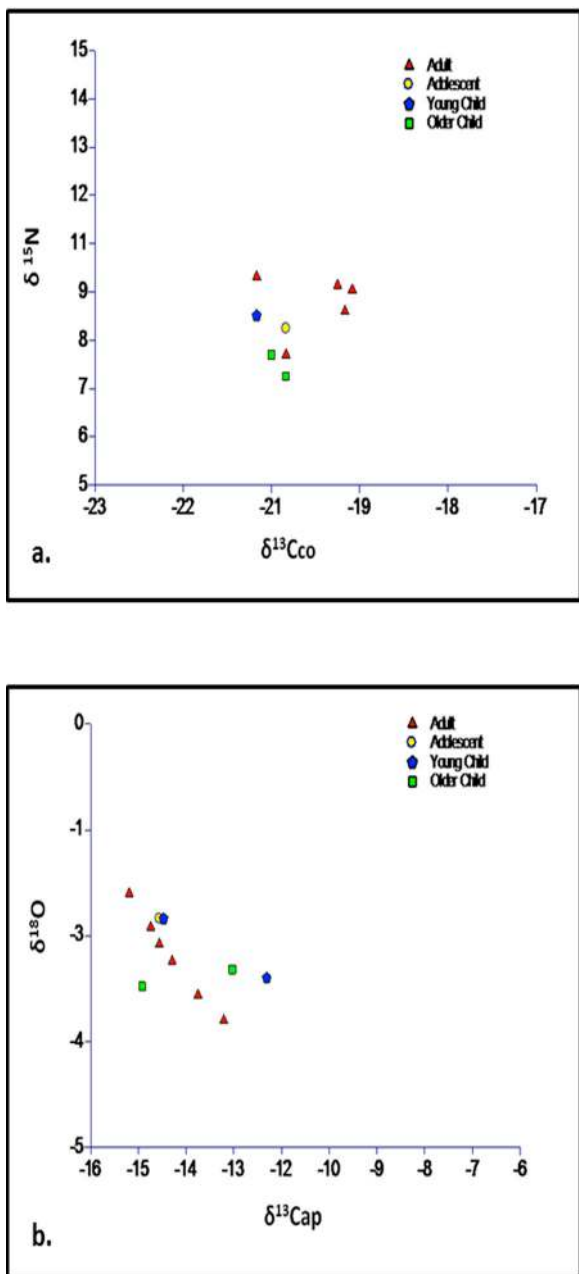 15
14
13
12
11
10
9
8
7
6
5
-23 -22 -21 -20 -19 -18 -17
δ ¹⁵N
δ¹³Cco
Adult
Adolescent
Young Child
Older Child
a.
0
-1
-3
-4
-5
-16 -15 -14 -13 -12 -11 -10 -9 -8 -7 -6
δ¹⁸O
δ¹³Cap
Adult
Adolescent
Young Child
Older Child
b.